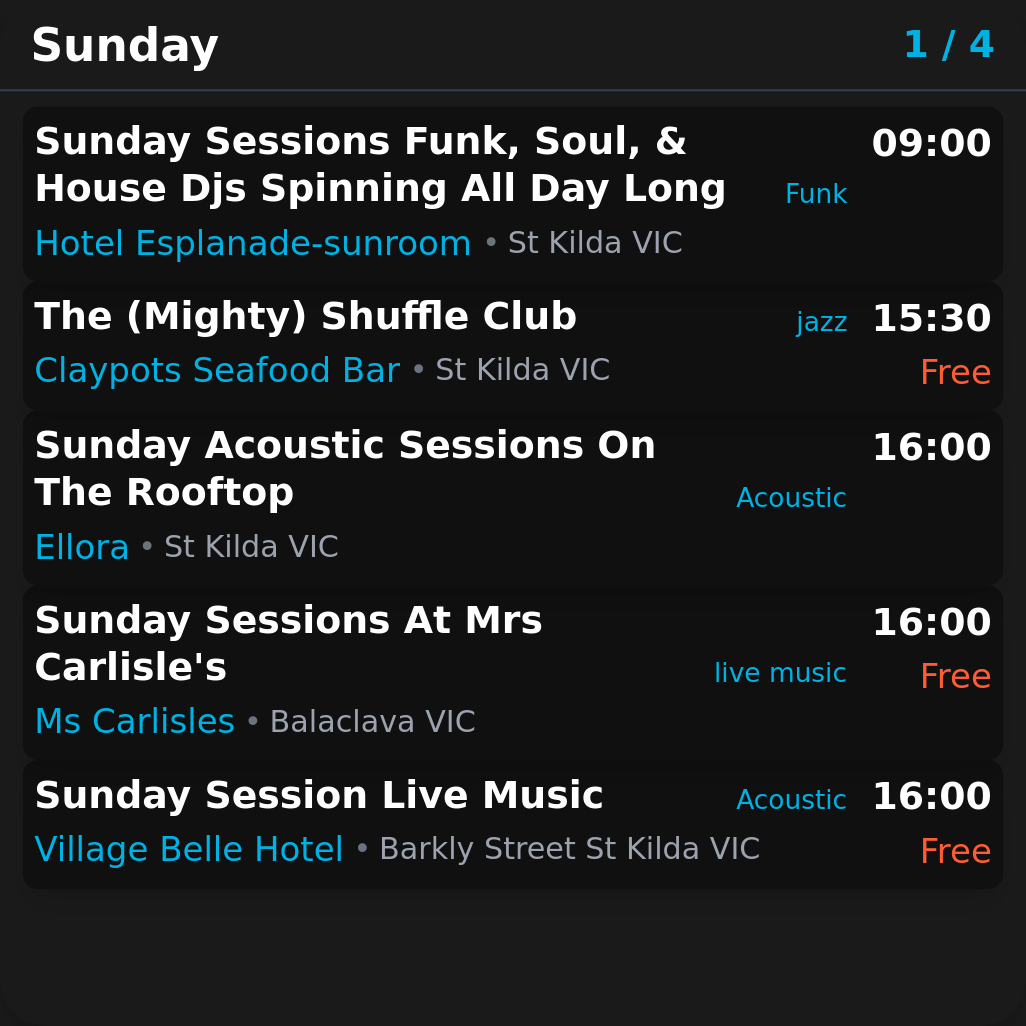 Sunday
1 / 4
Sunday Sessions Funk, Soul, &
House Djs Spinning All Day Long
Funk
09:00
Hotel Esplanade-sunroom • St Kilda VIC
The (Mighty) Shuffle Club
jazz
15:30
Claypots Seafood Bar • St Kilda VIC
Free
Sunday Acoustic Sessions On
The Rooftop
Acoustic
16:00
Ellora • St Kilda VIC
Sunday Sessions At Mrs
Carlisle's
live music
16:00
Free
Ms Carlisles • Balaclava VIC
Sunday Session Live Music
Acoustic
16:00
Village Belle Hotel • Barkly Street St Kilda VIC
Free